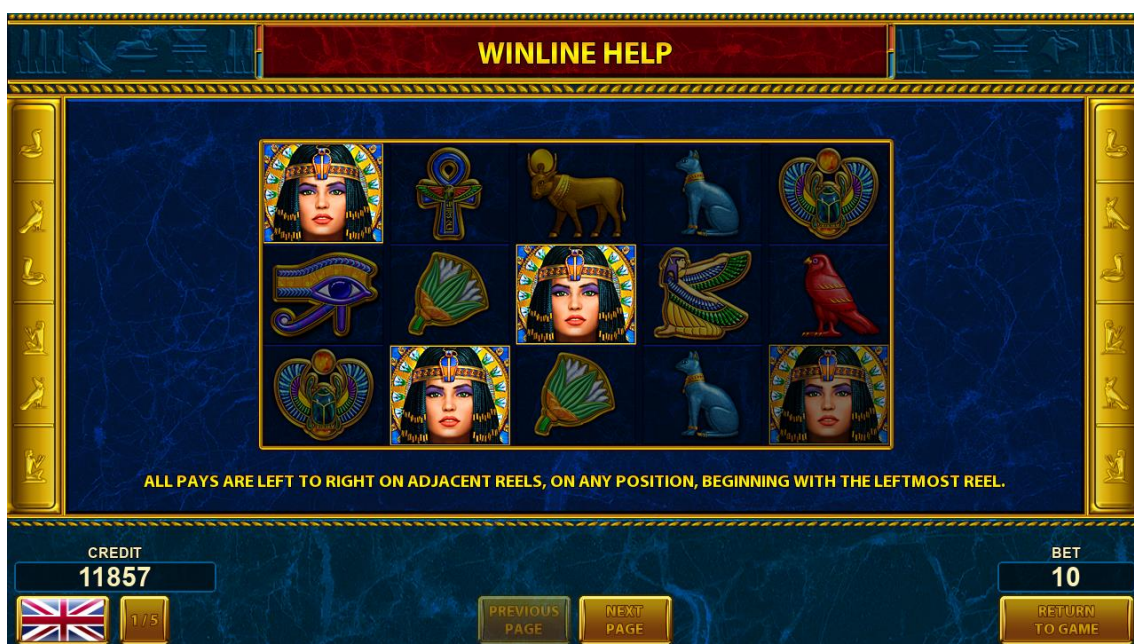 WINLINE HELP
ALL PAYS ARE LEFT TO RIGHT ON ADJACENT REELS, ON ANY POSITION, BEGINNING WITH THE LEFTMOST REEL.
CREDIT
11857
BET
10
1/5
PREVIOUS
PAGE
NEXT
PAGE
RETURN
TO GAME